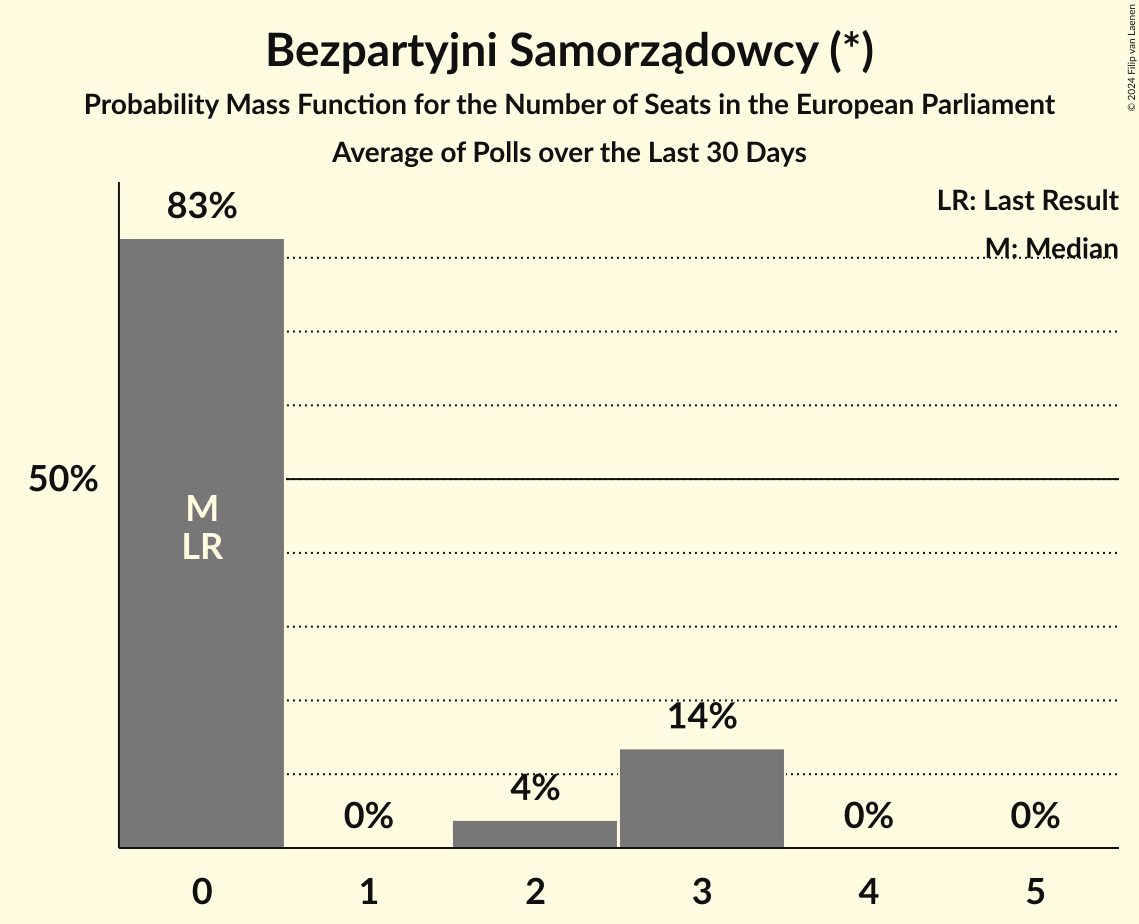 Bezpartyjni Samorządowcy (*)
Probability Mass Function for the Number of Seats in the European Parliament
Average of Polls over the Last 30 Days
© 2024 Filip van Laenen
LR: Last Result
M: Median
83%
50%
M
LR
0%
4%
14%
0%
0%
0 1 2 3 4 5